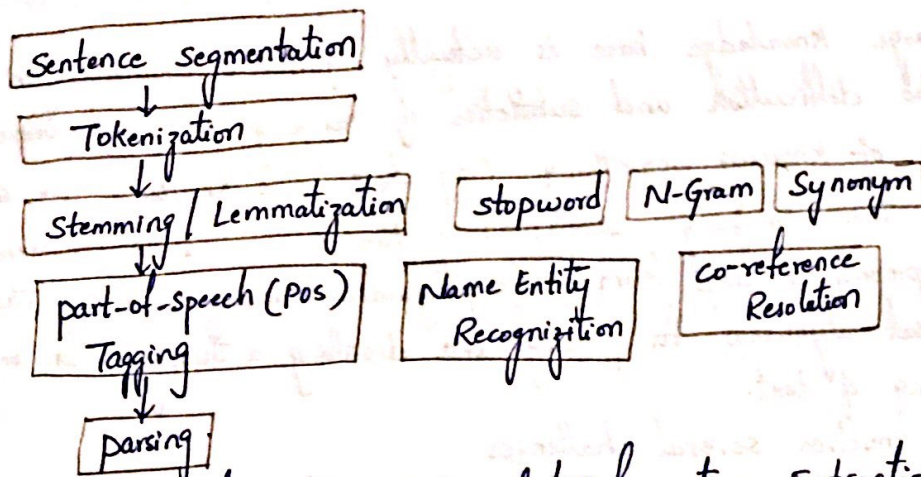 Sentence segmentation
Tokenization
Stemming / Lemmatization stopword N-Gram Synonym
part-of-speech (POS) Name Entity co-reference
Tagging Recognizition Resolution
parsing